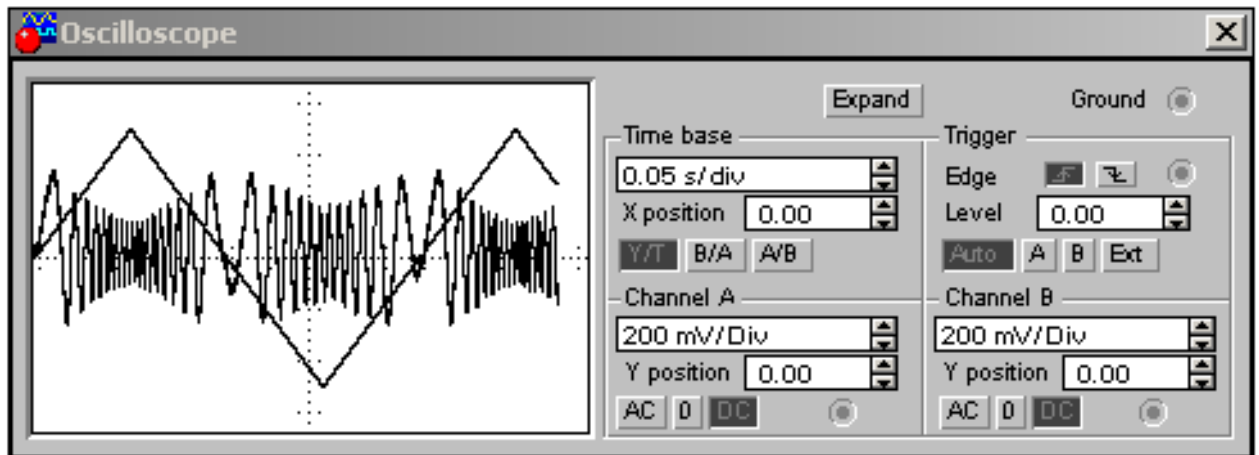 Oscilloscope
Expand
Ground
Time base
0.05 s/div
X position 0.00
Y/T B/A A/B
Trigger
Edge
Level 0.00
Auto A B Ext
Channel A
200 mV/Div
Y position 0.00
AC 0 DC
Channel B
200 mV/Div
Y position 0.00
AC 0 DC